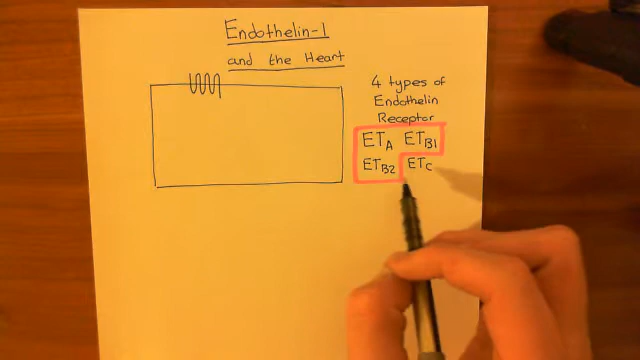 Endothelin-1
and the Heart
4 types of
Endothelin
Receptor
ETA ETB1
ETB2 ETC